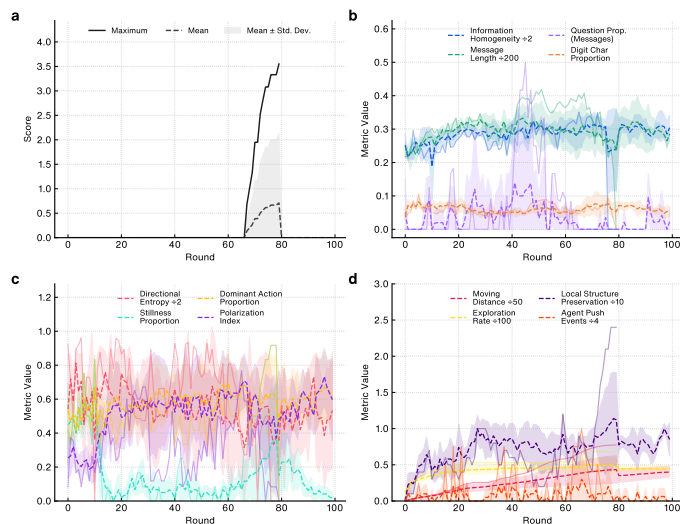 a
Maximum Mean Mean ± Std. Dev.
4.0
3.5
3.0
2.5
2.0
1.5
1.0
0.5
0.0
Score
0 20 40 60 80 100
Round
b
Information Homogeneity ÷2
Question Prop. (Messages)
Message Length ÷200
Digit Char Proportion
0.6
0.5
0.4
0.3
0.2
0.1
0.0
Metric Value
0 20 40 60 80 100
Round
c
Directional Entropy ÷2
Dominant Action Proportion
Stillness Proportion
Polarization Index
1.2
1.0
0.8
0.6
0.4
0.2
0.0
Metric Value
0 20 40 60 80 100
Round
d
Moving Distance ÷50
Local Structure Preservation ÷10
Exploration Rate ÷100
Agent Push Events ÷4
3.0
2.5
2.0
1.5
1.0
0.5
0.0
Metric Value
0 20 40 60 80 100
Round